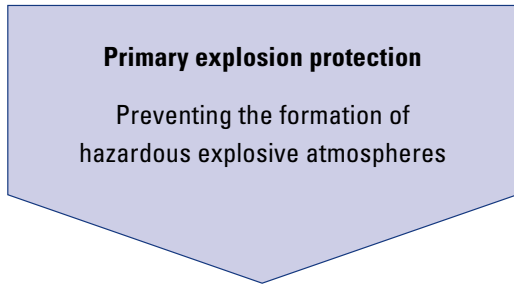 Primary explosion protection
Preventing the formation of
hazardous explosive atmospheres